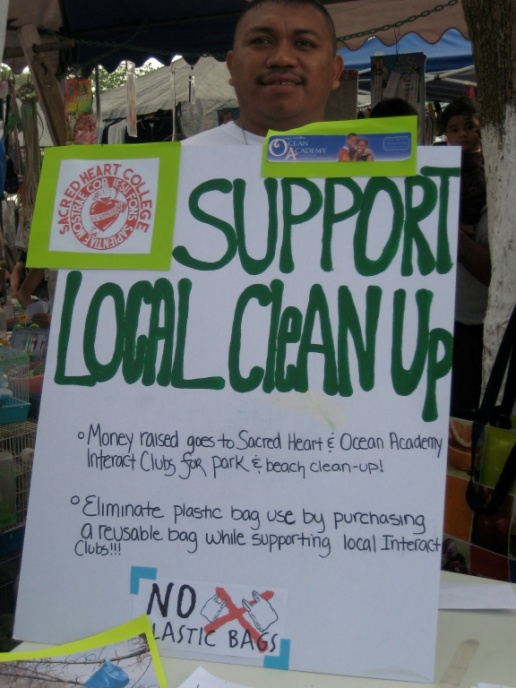 SACRED HEART COLLEGE
OCEAN
ACADEMY
SUPPORT
LOCAL CleAN Up
Money raised goes to Sacred Heart & Ocean Academy
Interact Clubs for park & beach clean-up!
Eliminate plastic bag use by purchasing
a reusable bag while supporting local Interact
Clubs!!!
NO
LASTIC BAGS